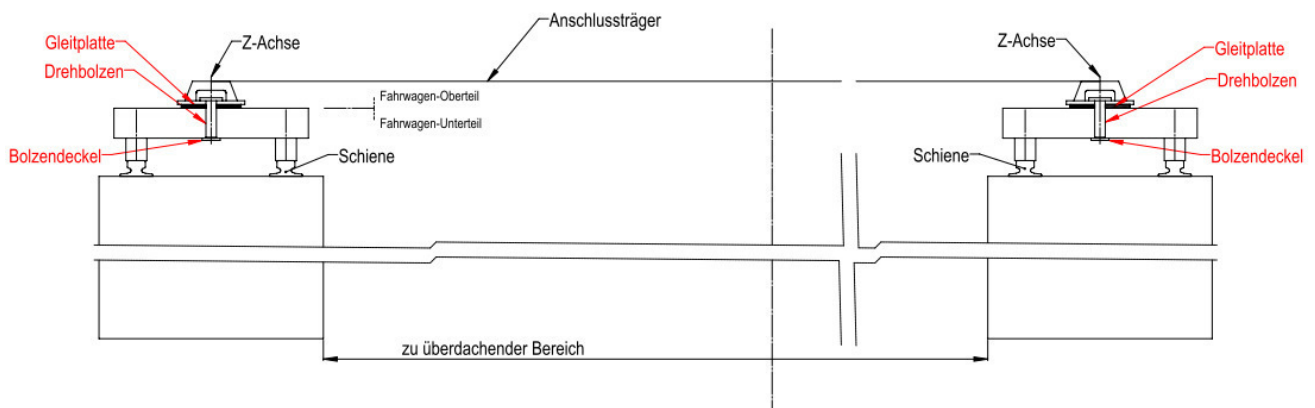 Anschlussträger
Gleitplatte
Z-Achse
Z-Achse
Gleitplatte
Drehbolzen
Drehbolzen
Fahrwagen-Oberteil
Fahrwagen-Unterteil
Bolzendeckel
Schiene
Schiene
Bolzendeckel
zu überdachender Bereich